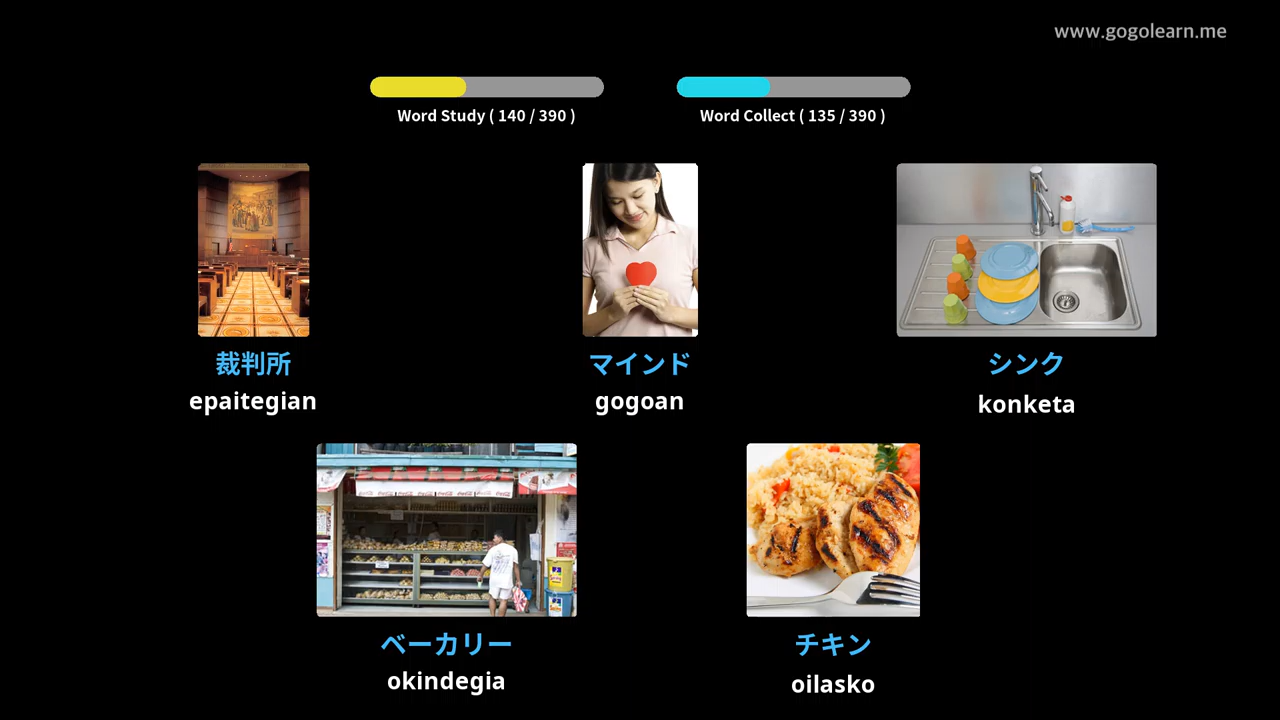 www.gogolearn.me
Word Study ( 140 / 390 )
Word Collect ( 135 / 390 )
裁判所
epaitegian
マインド
gogoan
シンク
konketa
ベーカリー
okindegia
チキン
oilasko